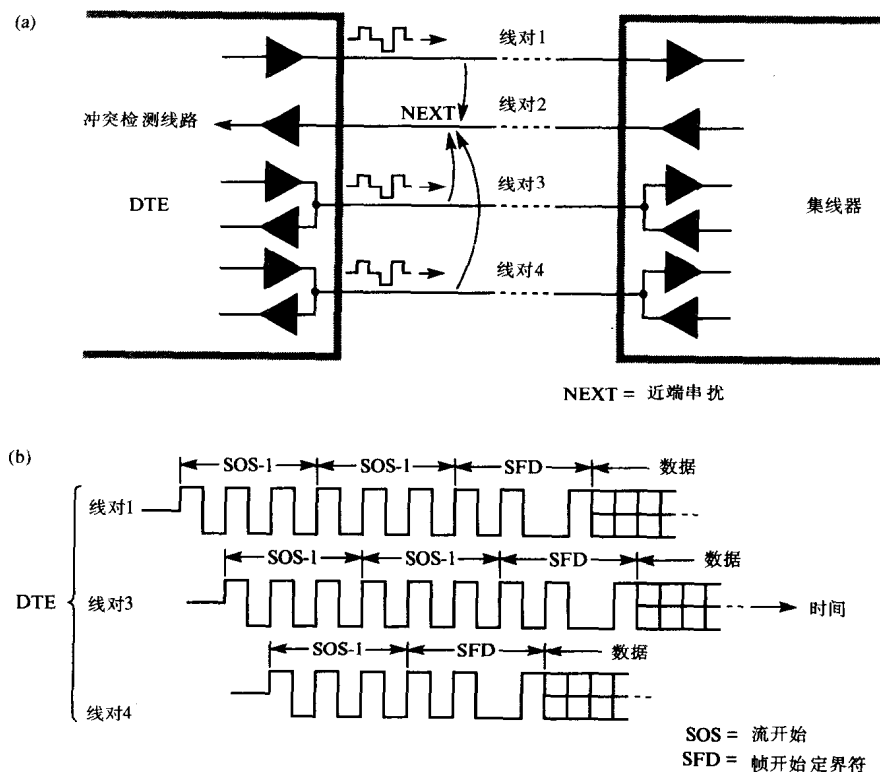 (a)
线对1
线对2
冲突检测线路
NEXT
线对3
DTE
集线器
线对4
NEXT = 近端串扰
(b)
SOS-1 SOS-1 SFD 数据
线对1
SOS-1 SOS-1 SFD 数据
DTE
线对3
时间
SOS-1 SFD 数据
线对4
SOS = 流开始
SFD = 帧开始定界符